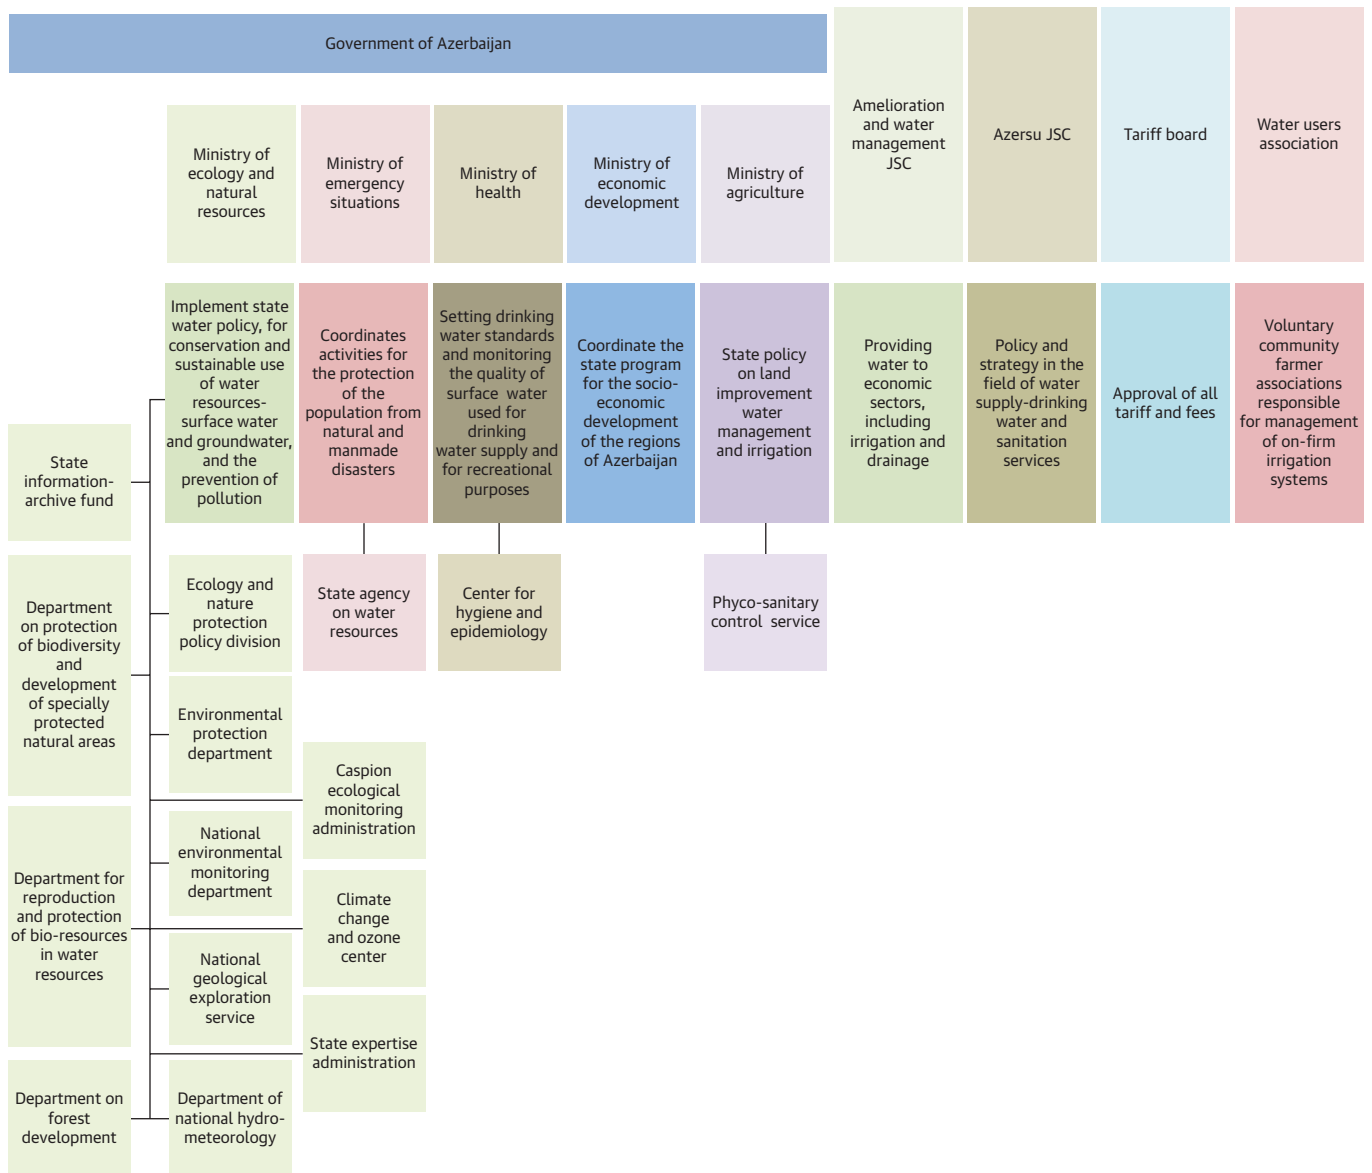 Government of Azerbaijan
Amelioration
and water
management
JSC
Azersu JSC
Tariff board
Water users
association
Ministry of
ecology and
natural
resources
Ministry of
emergency
situations
Ministry of
health
Ministry of
economic
development
Ministry of
agriculture
Implement state
water policy, for
conservation and
sustainable use
of water
resources-
surface water
and groundwater,
and the
prevention of
pollution
Coordinates
activities for
the protection
of the
population from
natural and
manmade
disasters
Setting drinking
water standards
and monitoring
the quality of
surface water
used for
drinking
water supply and
for recreational
purposes
Coordinate the
state program
for the socio-
economic
development
of the regions
of Azerbaijan
State policy
on land
improvement
water
management
and irrigation
Providing
water to
economic
sectors,
including
irrigation and
drainage
Policy and
strategy in the
field of water
supply-drinking
water and
sanitation
services
Approval of all
tariff and fees
Voluntary
community
farmer
associations
responsible
for management
of on-firm
irrigation
systems
State
information-
archive fund
Department
on protection
of biodiversity
and
development
of specially
protected
natural areas
Department for
reproduction
and protection
of bio-resources
in water
resources
Department on
forest
development
Ecology and
nature
protection
policy division
Environmental
protection
department
National
environmental
monitoring
department
National
geological
exploration
service
Department of
national hydro-
meteorology
State agency
on water
resources
Caspion
ecological
monitoring
administration
Climate
change
and ozone
center
State expertise
administration
Center for
hygiene and
epidemiology
Phyco-sanitary
control service